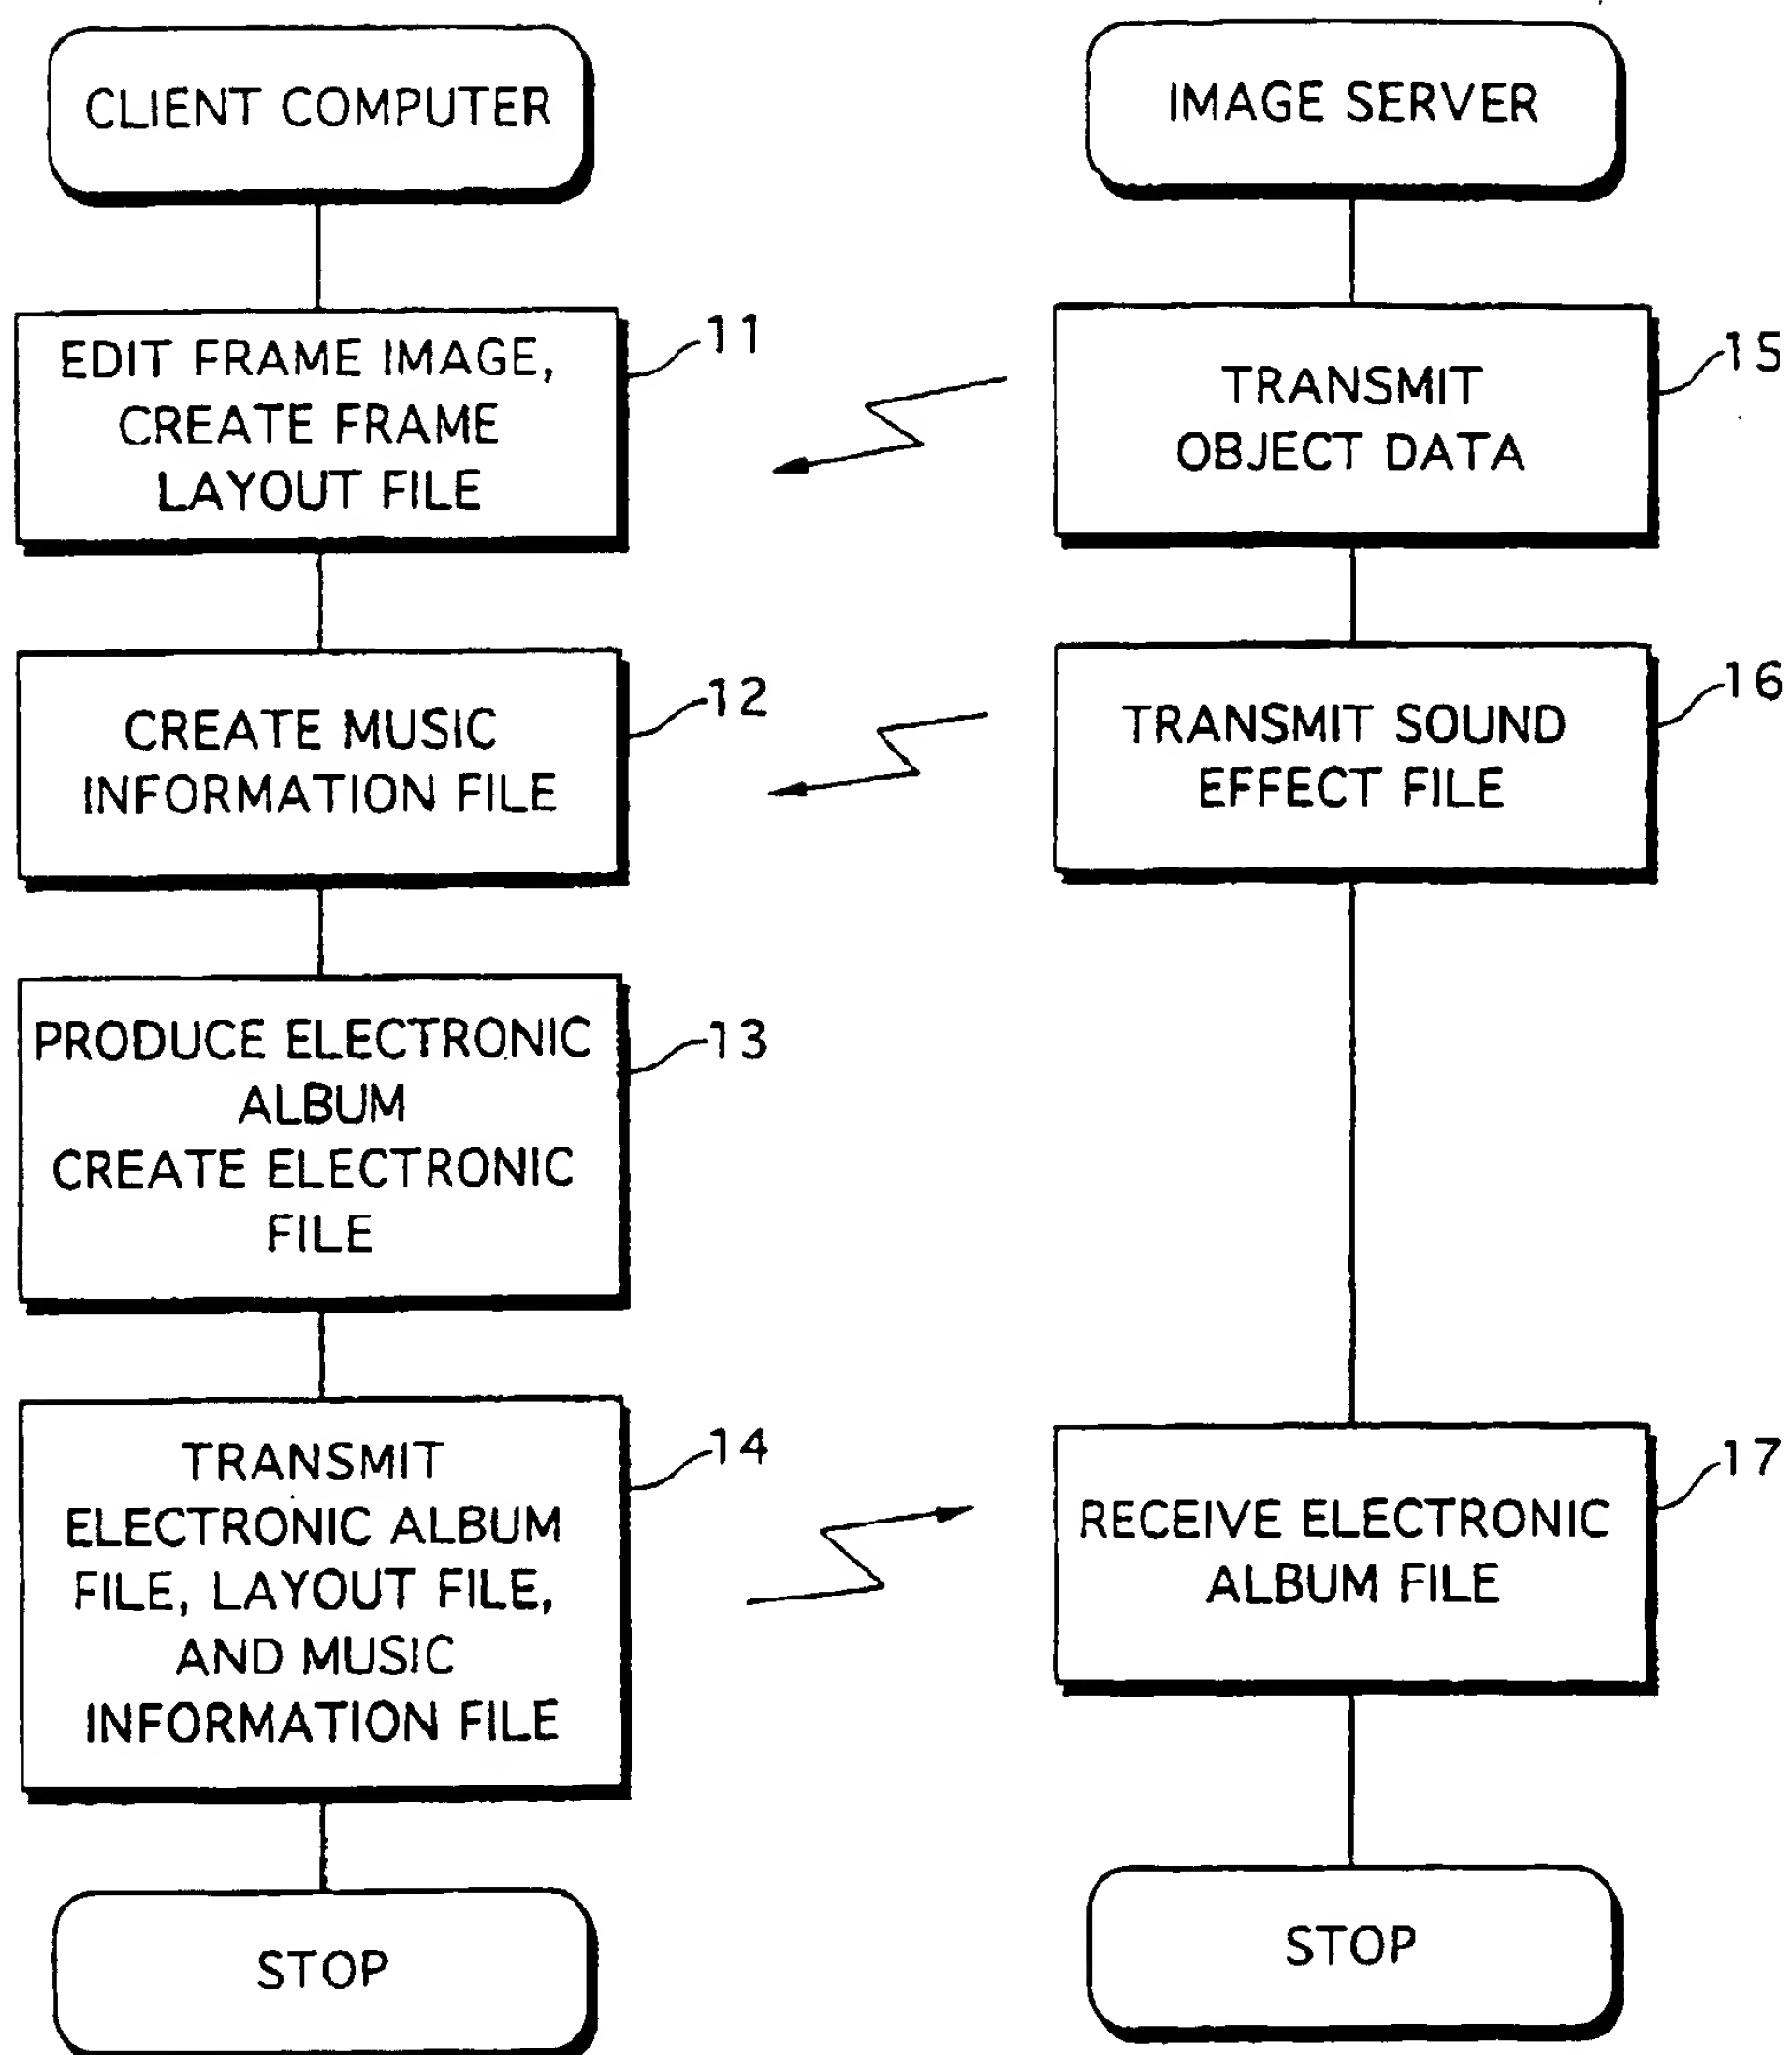 CLIENT COMPUTER
EDIT FRAME IMAGE,
CREATE FRAME
LAYOUT FILE
11
CREATE MUSIC
INFORMATION FILE
12
PRODUCE ELECTRONIC
ALBUM
CREATE ELECTRONIC
FILE
13
TRANSMIT
ELECTRONIC ALBUM
FILE, LAYOUT FILE,
AND MUSIC
INFORMATION FILE
14
STOP
IMAGE SERVER
TRANSMIT
OBJECT DATA
15
TRANSMIT SOUND
EFFECT FILE
16
RECEIVE ELECTRONIC
ALBUM FILE
17
STOP